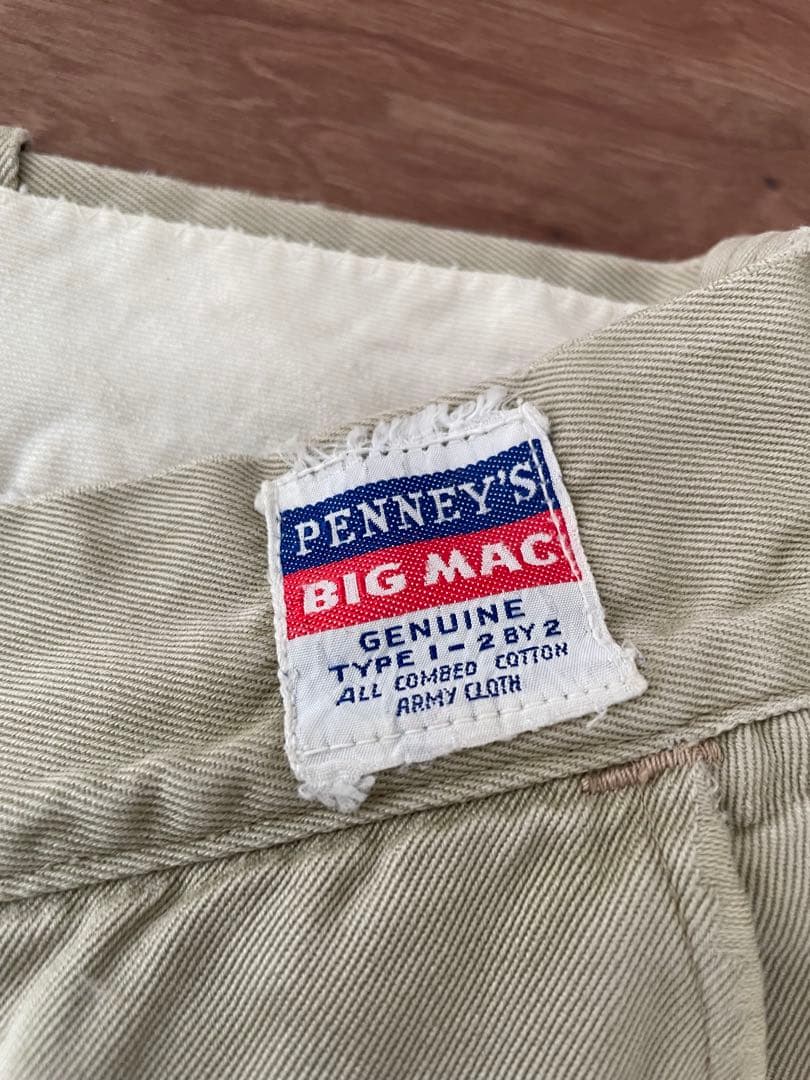 PENNEY'S
BIG MAC
GENUINE
TYPE I - 2 BY 2
ALL COMBED COTTON
ARMY CLOTH